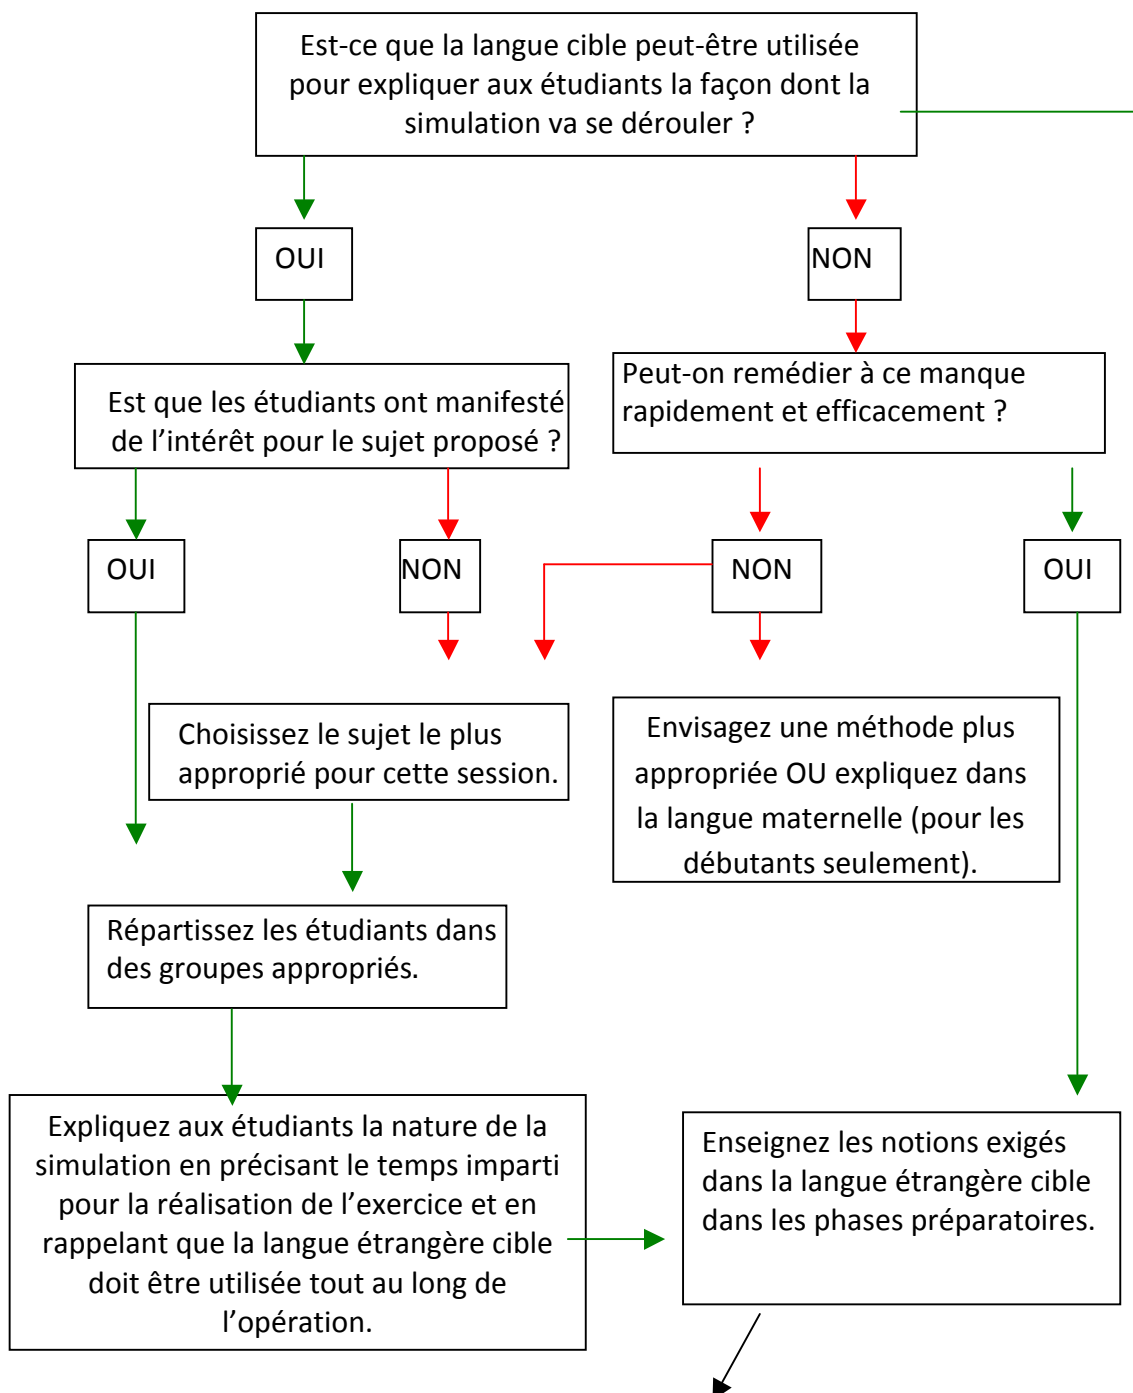 Est-ce que la langue cible peut-être utilisée
pour expliquer aux étudiants la façon dont la
simulation va se dérouler ?
OUI
NON
Est que les étudiants ont manifesté
de l’intérêt pour le sujet proposé ?
Peut-on remédier à ce manque
rapidement et efficacement ?
OUI
NON
NON
OUI
Choisissez le sujet le plus
approprié pour cette session.
Envisagez une méthode plus
appropriée OU expliquez dans
la langue maternelle (pour les
débutants seulement).
Répartissez les étudiants dans
des groupes appropriés.
Expliquez aux étudiants la nature de la
simulation en précisant le temps imparti
pour la réalisation de l’exercice et en
rappelant que la langue étrangère cible
doit être utilisée tout au long de
l’opération.
Enseignez les notions exigés
dans la langue étrangère cible
dans les phases préparatoires.